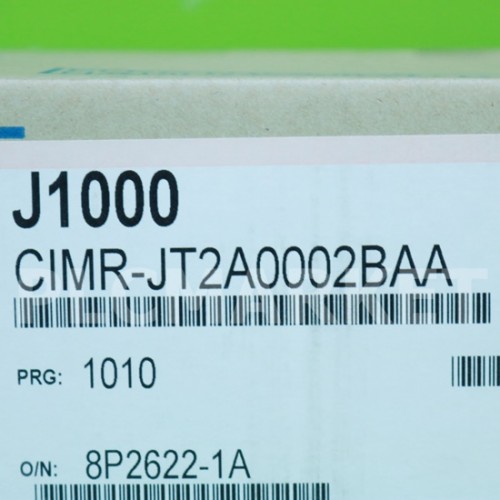 J1000
CIMR-JT2A0002BAA
PRG: 1010
O/N: 8P2622-1A